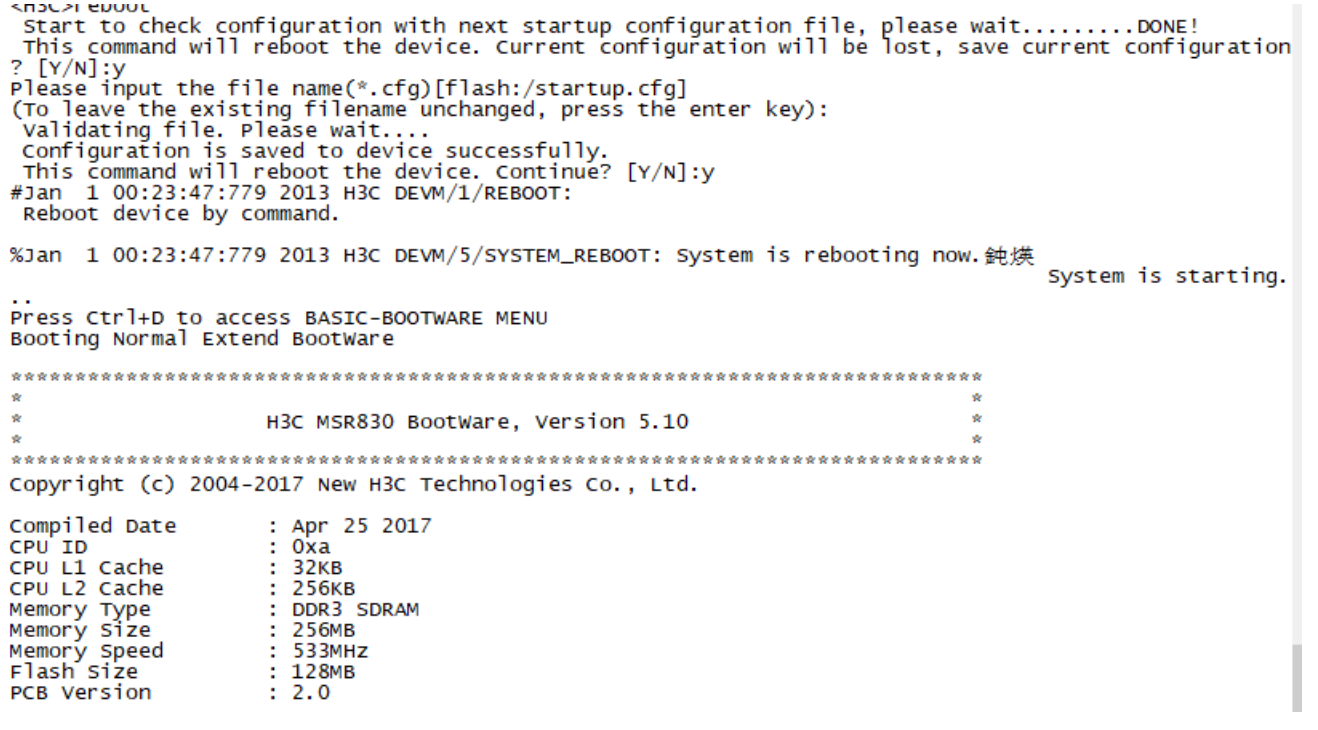 <H3C>reboot
Start to check configuration with next startup configuration file, please wait.........DONE!
This command will reboot the device. Current configuration will be lost, save current configuration
? [Y/N]:y
Please input the file name(*.cfg)[flash:/startup.cfg]
(To leave the existing filename unchanged, press the enter key):
Validating file. Please wait....
Configuration is saved to device successfully.
This command will reboot the device. Continue? [Y/N]:y
#Jan  1 00:23:47:779 2013 H3C DEVM/1/REBOOT:
Reboot device by command.
%Jan  1 00:23:47:779 2013 H3C DEVM/5/SYSTEM_REBOOT: System is rebooting now.鈍煐
System is starting.
..
Press Ctrl+D to access BASIC-BOOTWARE MENU
Booting Normal Extend BootWare
****************************************************************************
*                                                                          *
*                    H3C MSR830 BootWare, Version 5.10                      *
*                                                                          *
****************************************************************************
Copyright (c) 2004-2017 New H3C Technologies Co., Ltd.
Compiled Date       : Apr 25 2017
CPU ID              : 0xa
CPU L1 Cache        : 32KB
CPU L2 Cache        : 256KB
Memory Type         : DDR3 SDRAM
Memory Size         : 256MB
Memory Speed        : 533MHz
Flash Size          : 128MB
PCB Version         : 2.0